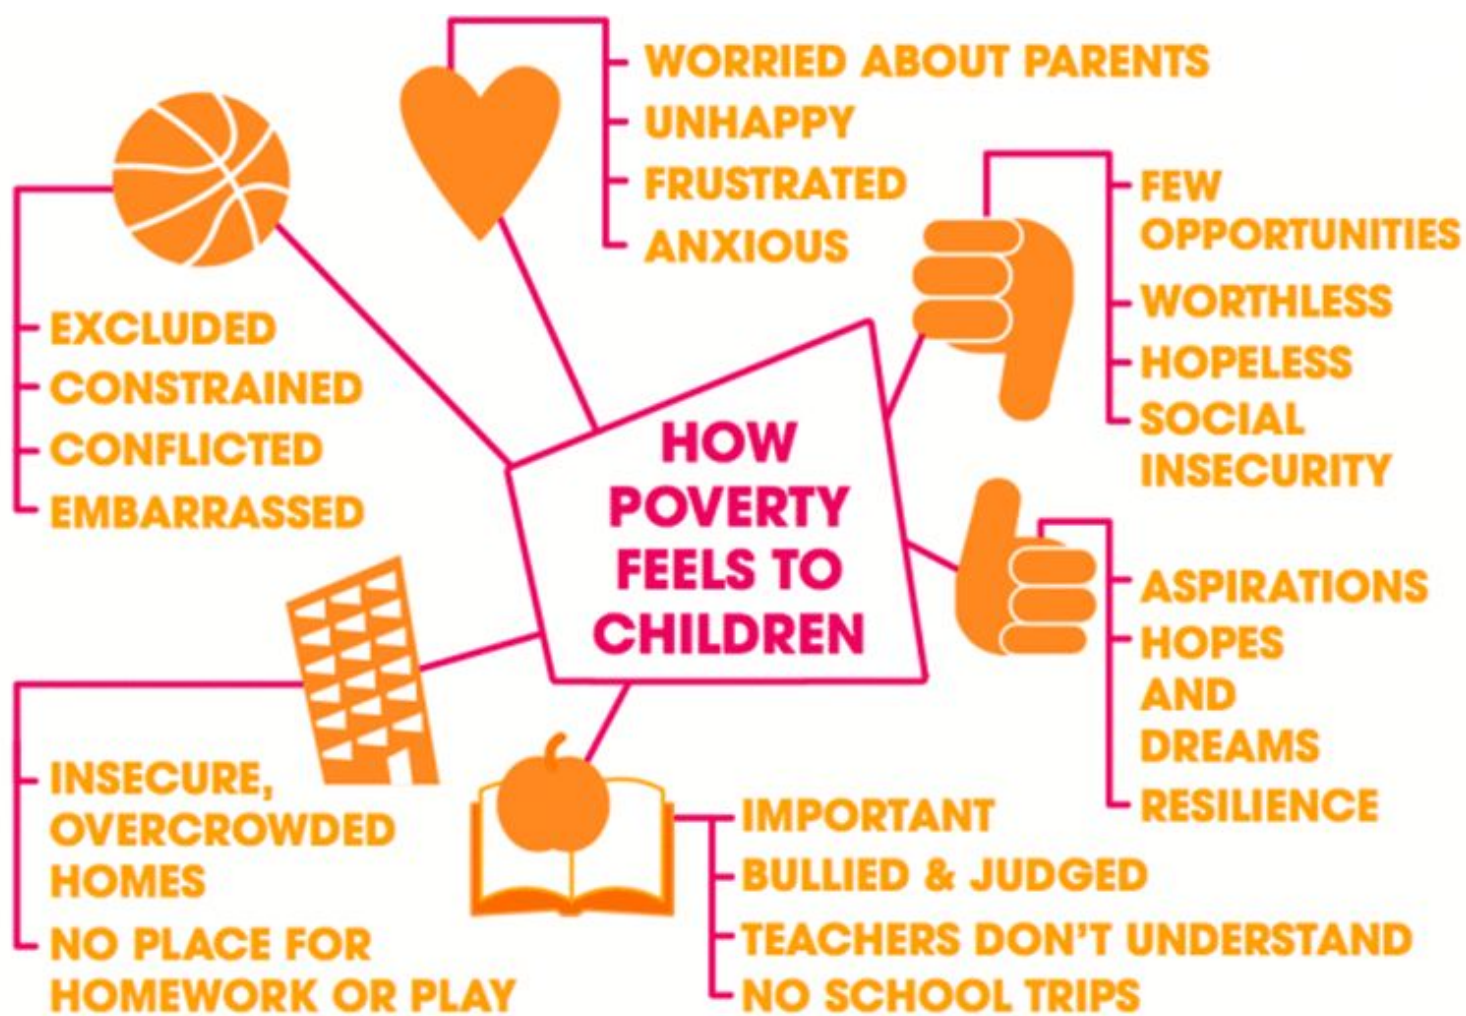 WORRIED ABOUT PARENTS
UNHAPPY
FRUSTRATED
ANXIOUS
FEW
OPPORTUNITIES
WORTHLESS
HOPELESS
SOCIAL
INSECURITY
EXCLUDED
CONSTRAINED
CONFLICTED
EMBARRASSED
HOW
POVERTY
FEELS TO
CHILDREN
ASPIRATIONS
HOPES
AND
DREAMS
RESILIENCE
INSECURE,
OVERCROWDED
HOMES
NO PLACE FOR
HOMEWORK OR PLAY
IMPORTANT
BULLIED & JUDGED
TEACHERS DON'T UNDERSTAND
NO SCHOOL TRIPS